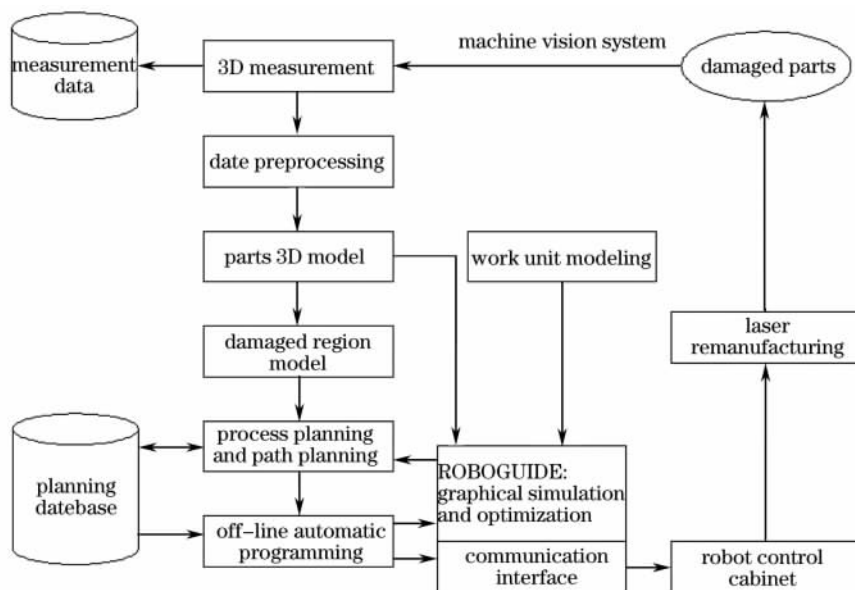 machine vision system
measurement
data
3D measurement
damaged parts
date preprocessing
parts 3D model
work unit modeling
damaged region
model
laser
remanufacturing
process planning
and path planning
planning
datebase
ROBOGUIDE:
graphical simulation
and optimization
off-line automatic
programming
communication
interface
robot control
cabinet